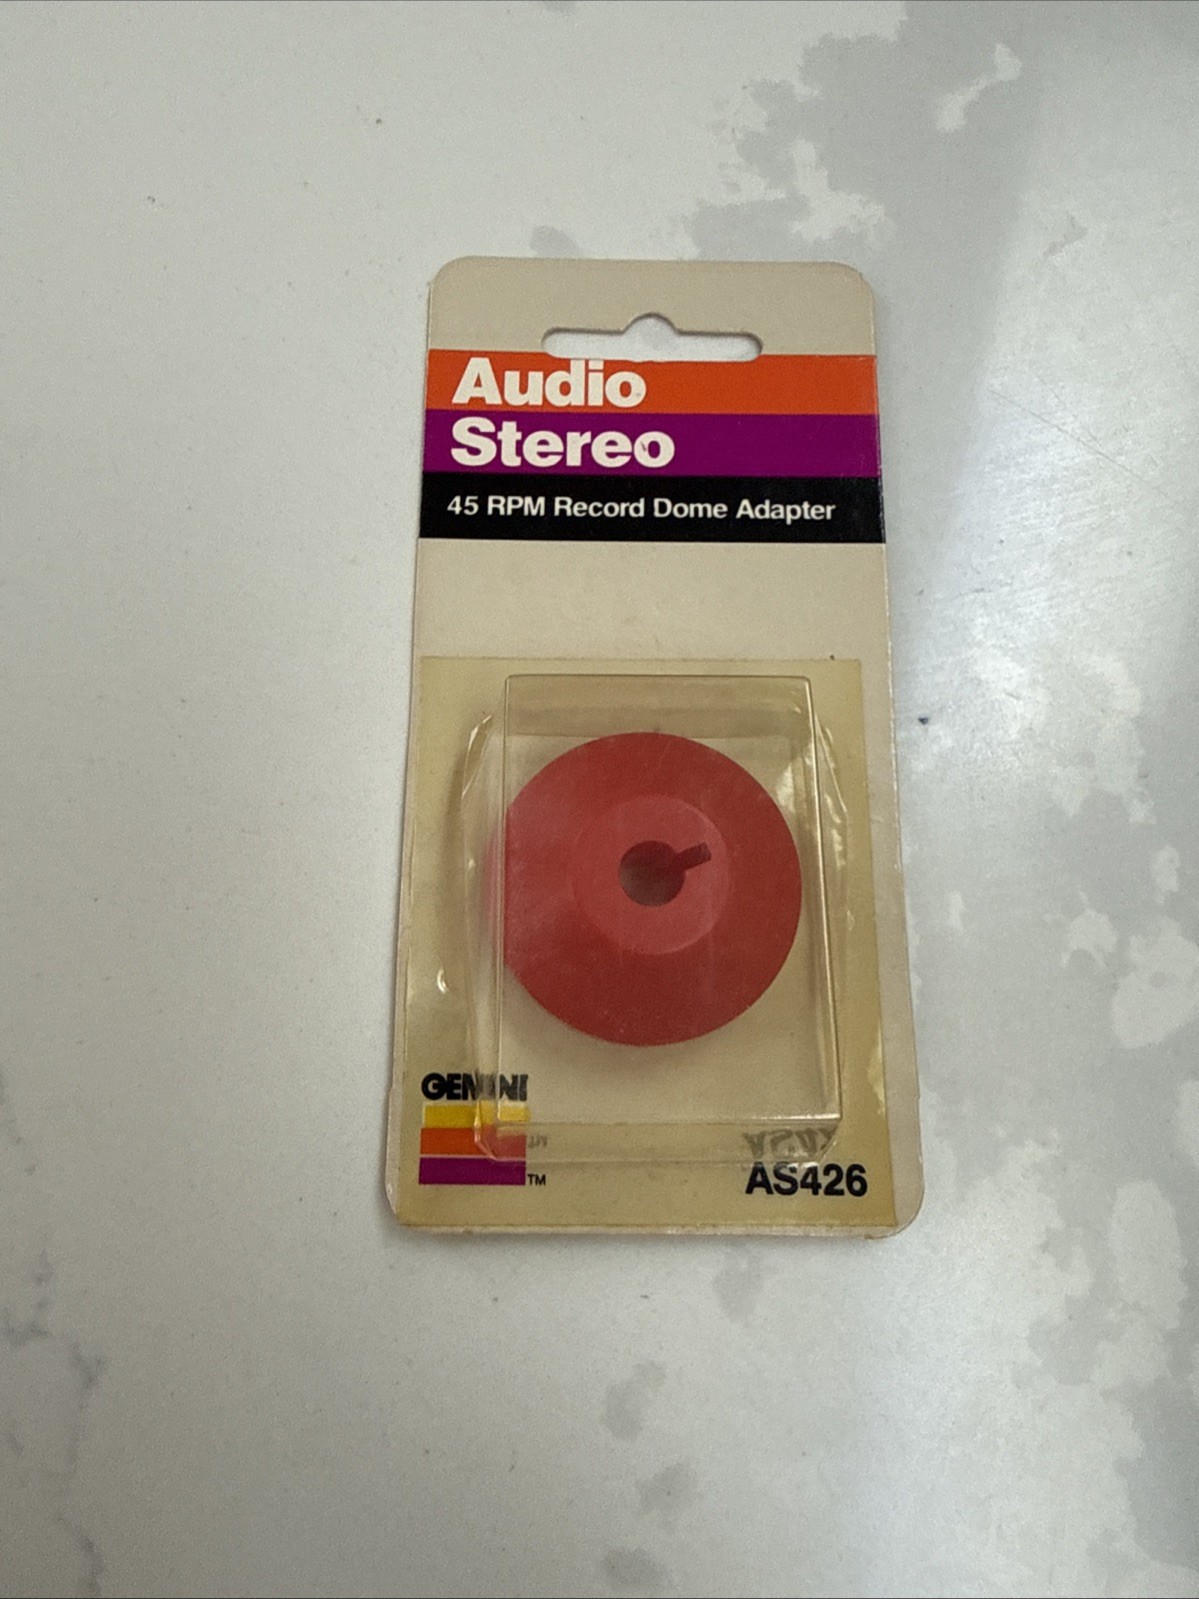 Audio
Stereo
45 RPM Record Dome Adapter
GEMINI
TM
AS426